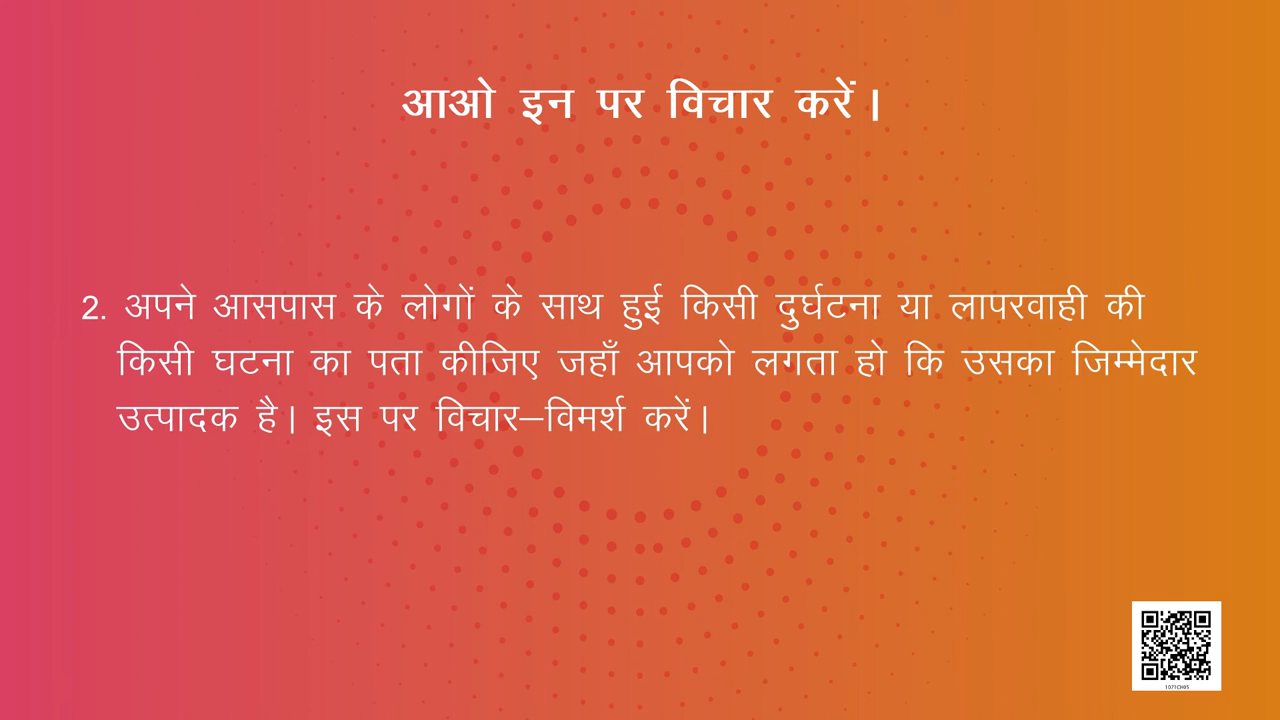 आओ इन पर विचार करें।
2. अपने आसपास के लोगों के साथ हुई किसी दुर्घटना या लापरवाही की
किसी घटना का पता कीजिए जहाँ आपको लगता हो कि उसका जिम्मेदार
उत्पादक है। इस पर विचार–विमर्श करें।
1071CH05